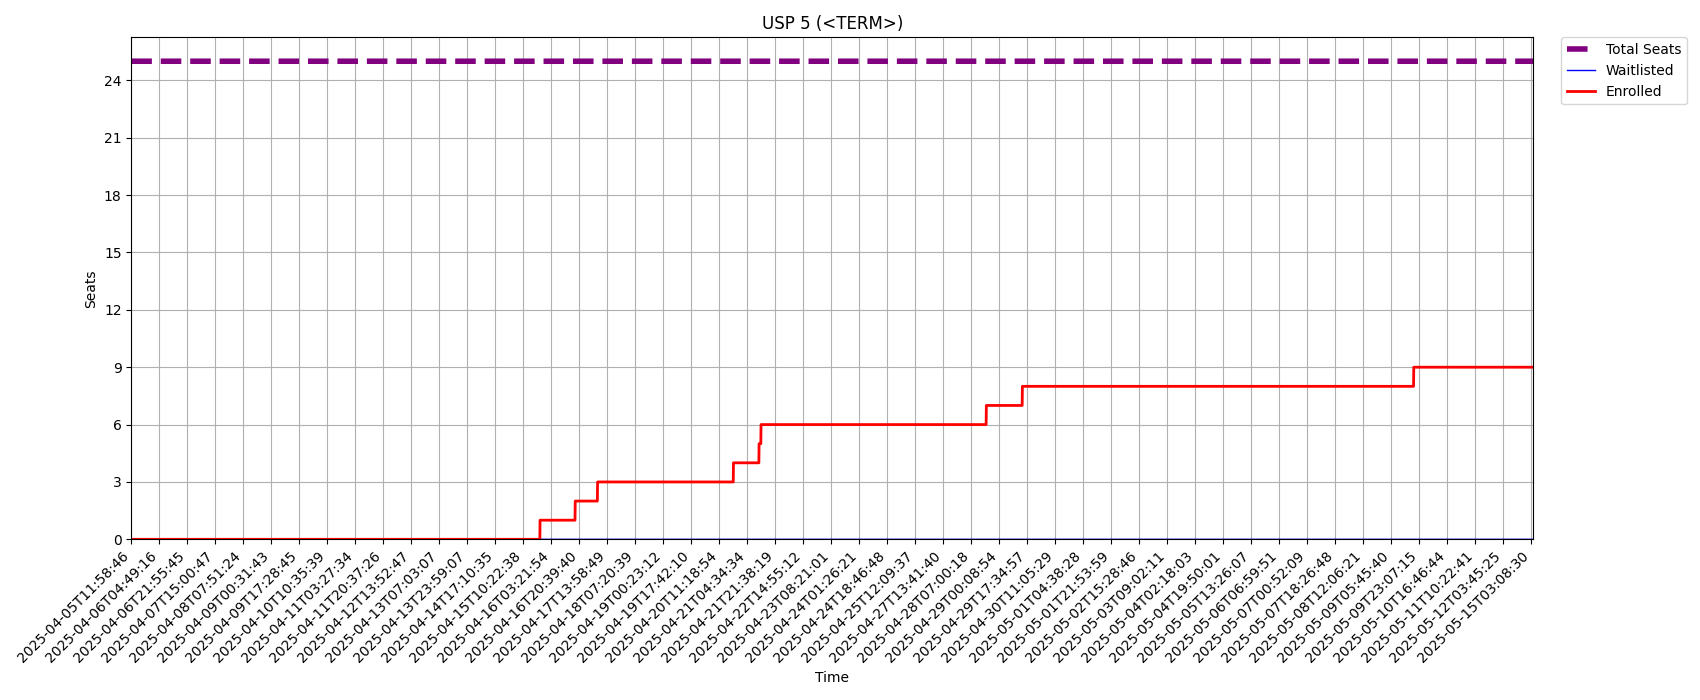 USP 5 (<TERM>)
Total Seats
Waitlisted
Enrolled
24
21
18
15
12
9
6
3
0
Seats
2025-04-05T11:58:46
2025-04-06T04:49:16
2025-04-06T21:55:45
2025-04-07T15:00:47
2025-04-08T07:51:24
2025-04-09T00:31:43
2025-04-09T17:28:45
2025-04-10T10:35:39
2025-04-11T03:27:34
2025-04-11T20:37:26
2025-04-12T13:52:47
2025-04-13T07:03:07
2025-04-13T23:59:07
2025-04-14T17:10:35
2025-04-15T10:22:38
2025-04-16T03:21:54
2025-04-16T20:39:40
2025-04-17T13:58:49
2025-04-18T07:20:39
2025-04-19T00:23:12
2025-04-19T17:42:10
2025-04-20T11:18:54
2025-04-21T04:34:34
2025-04-21T21:38:19
2025-04-22T14:55:12
2025-04-23T08:21:01
2025-04-24T01:26:21
2025-04-24T18:46:48
2025-04-25T12:09:37
2025-04-27T13:41:40
2025-04-28T07:00:18
2025-04-29T00:08:54
2025-04-29T17:34:57
2025-04-30T11:05:29
2025-05-01T04:38:28
2025-05-01T21:53:59
2025-05-02T15:28:46
2025-05-03T09:02:11
2025-05-04T02:18:03
2025-05-04T19:50:01
2025-05-05T13:26:07
2025-05-06T06:59:51
2025-05-07T00:52:09
2025-05-07T18:26:48
2025-05-08T12:06:21
2025-05-09T05:45:40
2025-05-09T23:07:15
2025-05-10T16:46:44
2025-05-11T10:22:41
2025-05-12T03:45:25
2025-05-15T03:08:30
Time